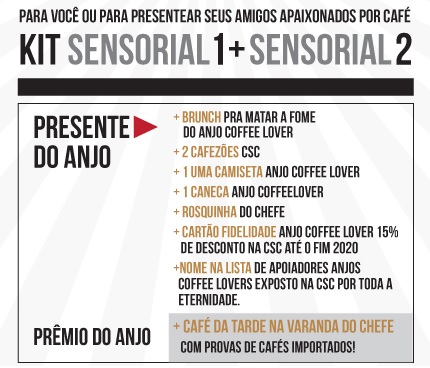 PARA VOCÊ OU PARA PRESENTEAR SEUS AMIGOS APAIXONADOS POR CAFÉ
KIT SENSORIAL 1 + SENSORIAL 2
PRESENTE
DO ANJO
+ BRUNCH PRA MATAR A FOME
DO ANJO COFFEE LOVER
+ 2 CAFEZÕES CSC
+ 1 UMA CAMISETA ANJO COFFEE LOVER
+ 1 CANECA ANJO COFFEELOVER
+ ROSQUINHA DO CHEFE
+ CARTÃO FIDELIDADE ANJO COFFEE LOVER 15%
DE DESCONTO NA CSC ATÉ O FIM 2020
+NOME NA LISTA DE APOIADORES ANJOS
COFFEE LOVERS EXPOSTO NA CSC POR TODA A
ETERNIDADE.
PRÊMIO DO ANJO
+ CAFÉ DA TARDE NA VARANDA DO CHEFE
COM PROVAS DE CAFÉS IMPORTADOS!